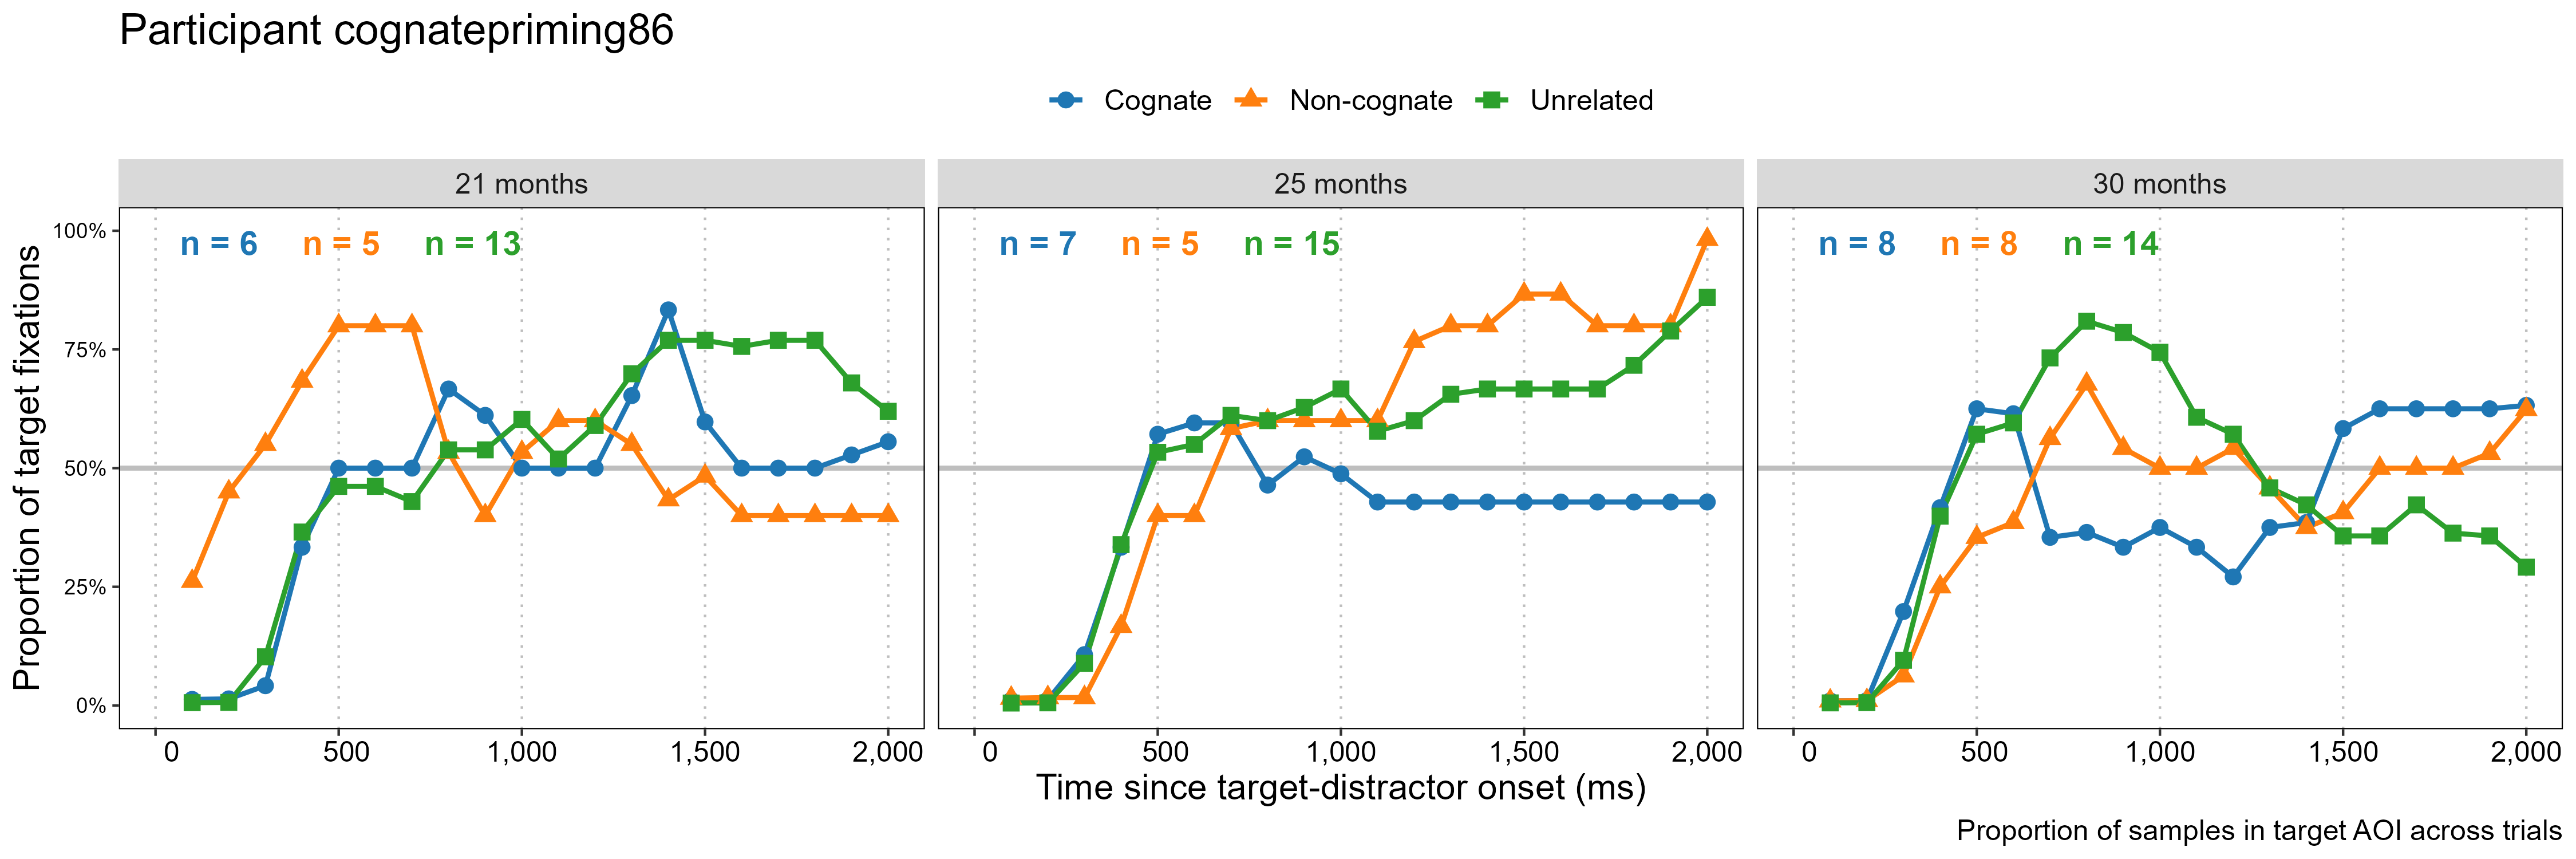 Participant cognatepriming86
Cognate Non-cognate Unrelated
21 months 25 months 30 months
Proportion of target fixations
100%
75%
50%
25%
0%
n = 6 n = 5 n = 13
n = 7 n = 5 n = 15
n = 8 n = 8 n = 14
0 500 1,000 1,500 2,000
0 500 1,000 1,500 2,000
0 500 1,000 1,500 2,000
Time since target-distractor onset (ms)
Proportion of samples in target AOI across trials